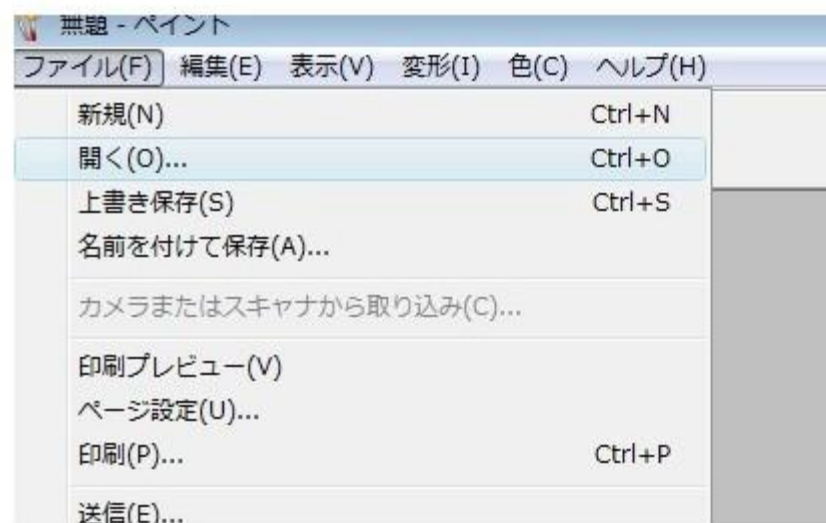 無題 - ペイント
ファイル(F) 編集(E) 表示(V) 変形(I) 色(C) ヘルプ(H)
新規(N) Ctrl+N
開く(O)... Ctrl+O
上書き保存(S) Ctrl+S
名前を付けて保存(A)...
カメラまたはスキャナから取り込み(C)...
印刷プレビュー(V)
ページ設定(U)...
印刷(P)... Ctrl+P
送信(E)...